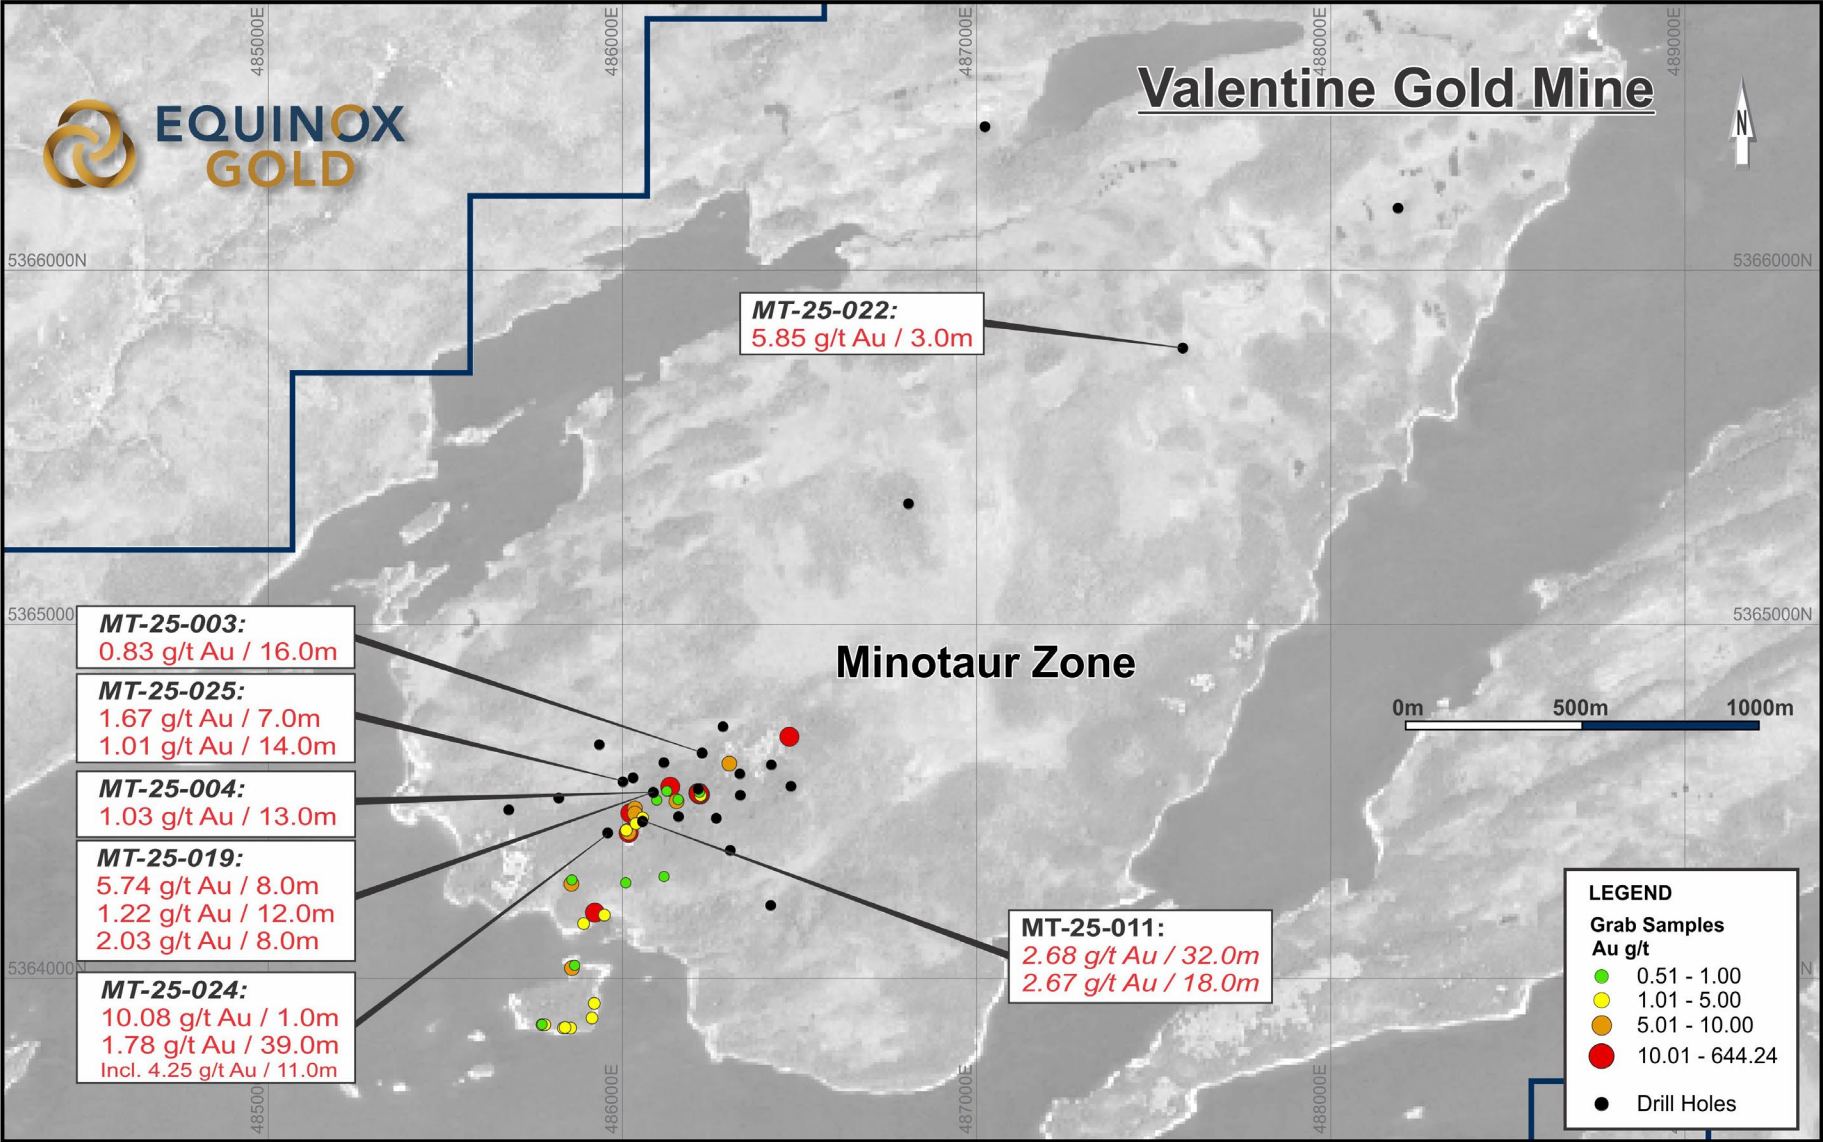 485000E
486000E
487000E
488000E
489000E
Valentine Gold Mine
N
EQUINOX
GOLD
5366000N
5366000N
MT-25-022:
5.85 g/t Au / 3.0m
5365000
5365000N
MT-25-003:
0.83 g/t Au / 16.0m
Minotaur Zone
MT-25-025:
1.67 g/t Au / 7.0m
1.01 g/t Au / 14.0m
0m 500m 1000m
MT-25-004:
1.03 g/t Au / 13.0m
MT-25-019:
5.74 g/t Au / 8.0m
1.22 g/t Au / 12.0m
2.03 g/t Au / 8.0m
MT-25-011:
2.68 g/t Au / 32.0m
2.67 g/t Au / 18.0m
5364000N
N
MT-25-024:
10.08 g/t Au / 1.0m
1.78 g/t Au / 39.0m
Incl. 4.25 g/t Au / 11.0m
LEGEND
Grab Samples
Au g/t
0.51 - 1.00
1.01 - 5.00
5.01 - 10.00
10.01 - 644.24
Drill Holes
48500
486000E
487000E
488000E